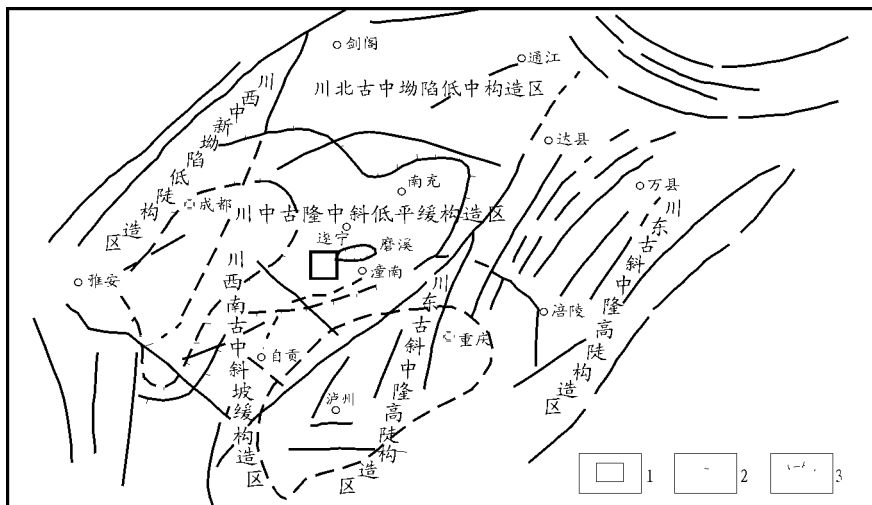 剑阁
通江
川北古中坳陷低中构造区
川西中新坳陷低陡构造区
达县
万县
南充
成都
川中古隆中斜低平缓构造区
遂宁
磨溪
潼南
雅安
川西南古中斜坡缓构造区
川东古斜中隆高陡构造区
川东古斜中隆高陡构造区
涪陵
重庆
自贡
泸州
1
2
3